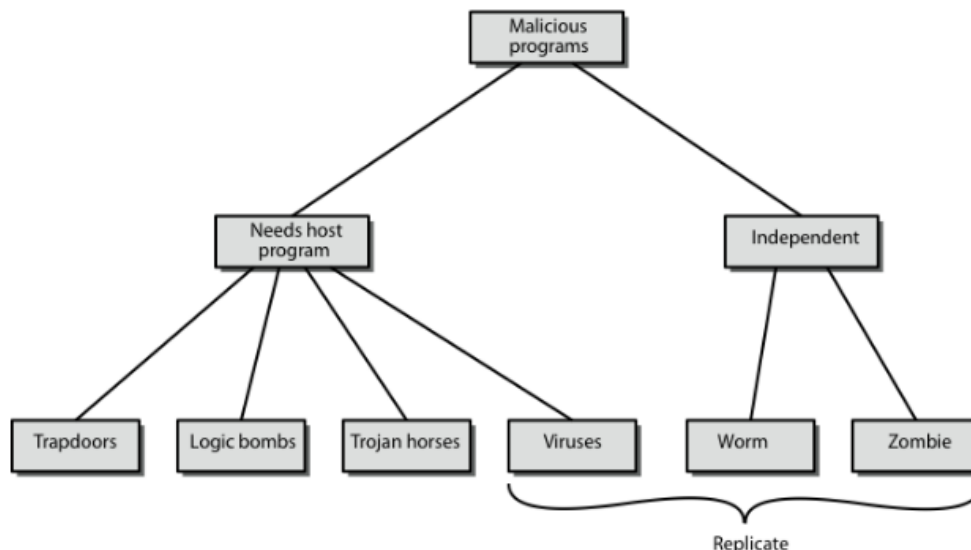 Malicious
programs
Needs host
program
Independent
Trapdoors
Logic bombs
Trojan horses
Viruses
Worm
Zombie
Replicate